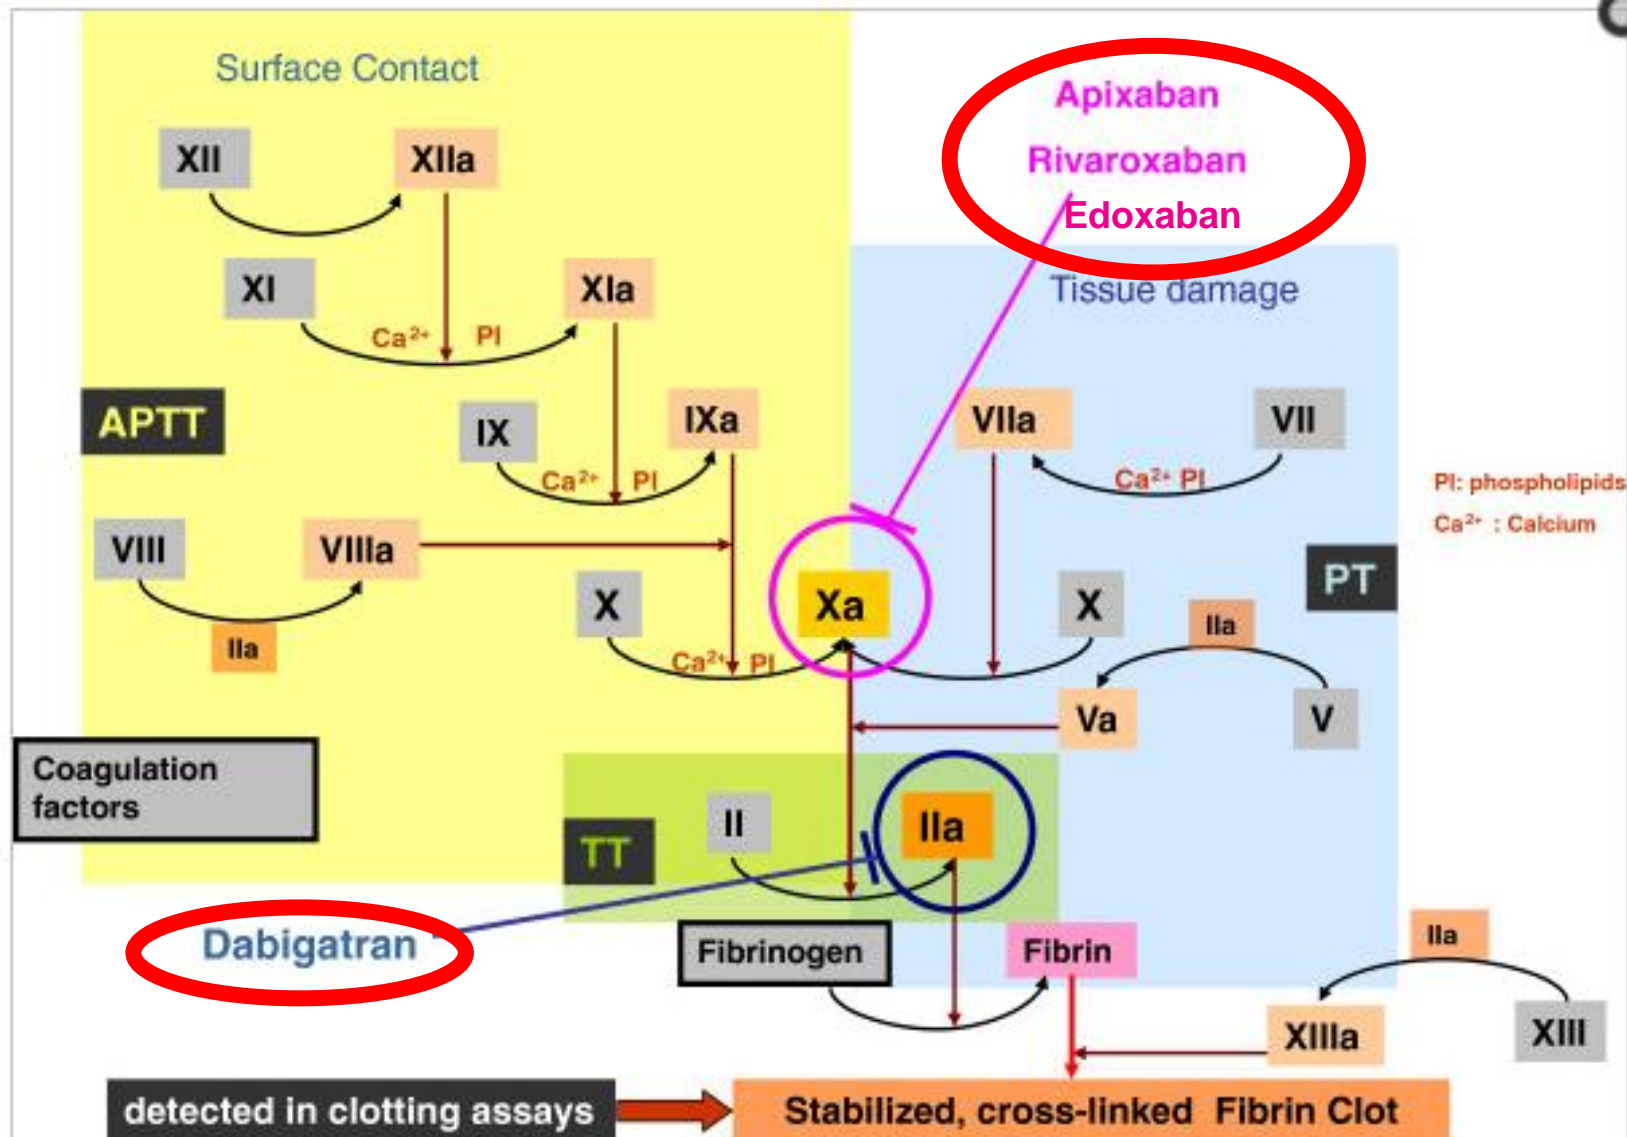 Surface Contact
Apixaban
Rivaroxaban
Edoxaban
XII
XIIa
XI
XIa
Ca²⁺ PI
Tissue damage
APTT
IX
IXa
VIIa
VII
Ca²⁺ PI
Ca²⁺ PI
PI: phospholipids
Ca²⁺ : Calcium
VIII
VIIIa
PT
X
Xa
X
IIa
IIa
Ca²⁺ PI
Va
V
Coagulation
factors
II
IIa
TT
Dabigatran
Fibrinogen
Fibrin
IIa
XIIIa
XIII
detected in clotting assays
Stabilized, cross-linked Fibrin Clot